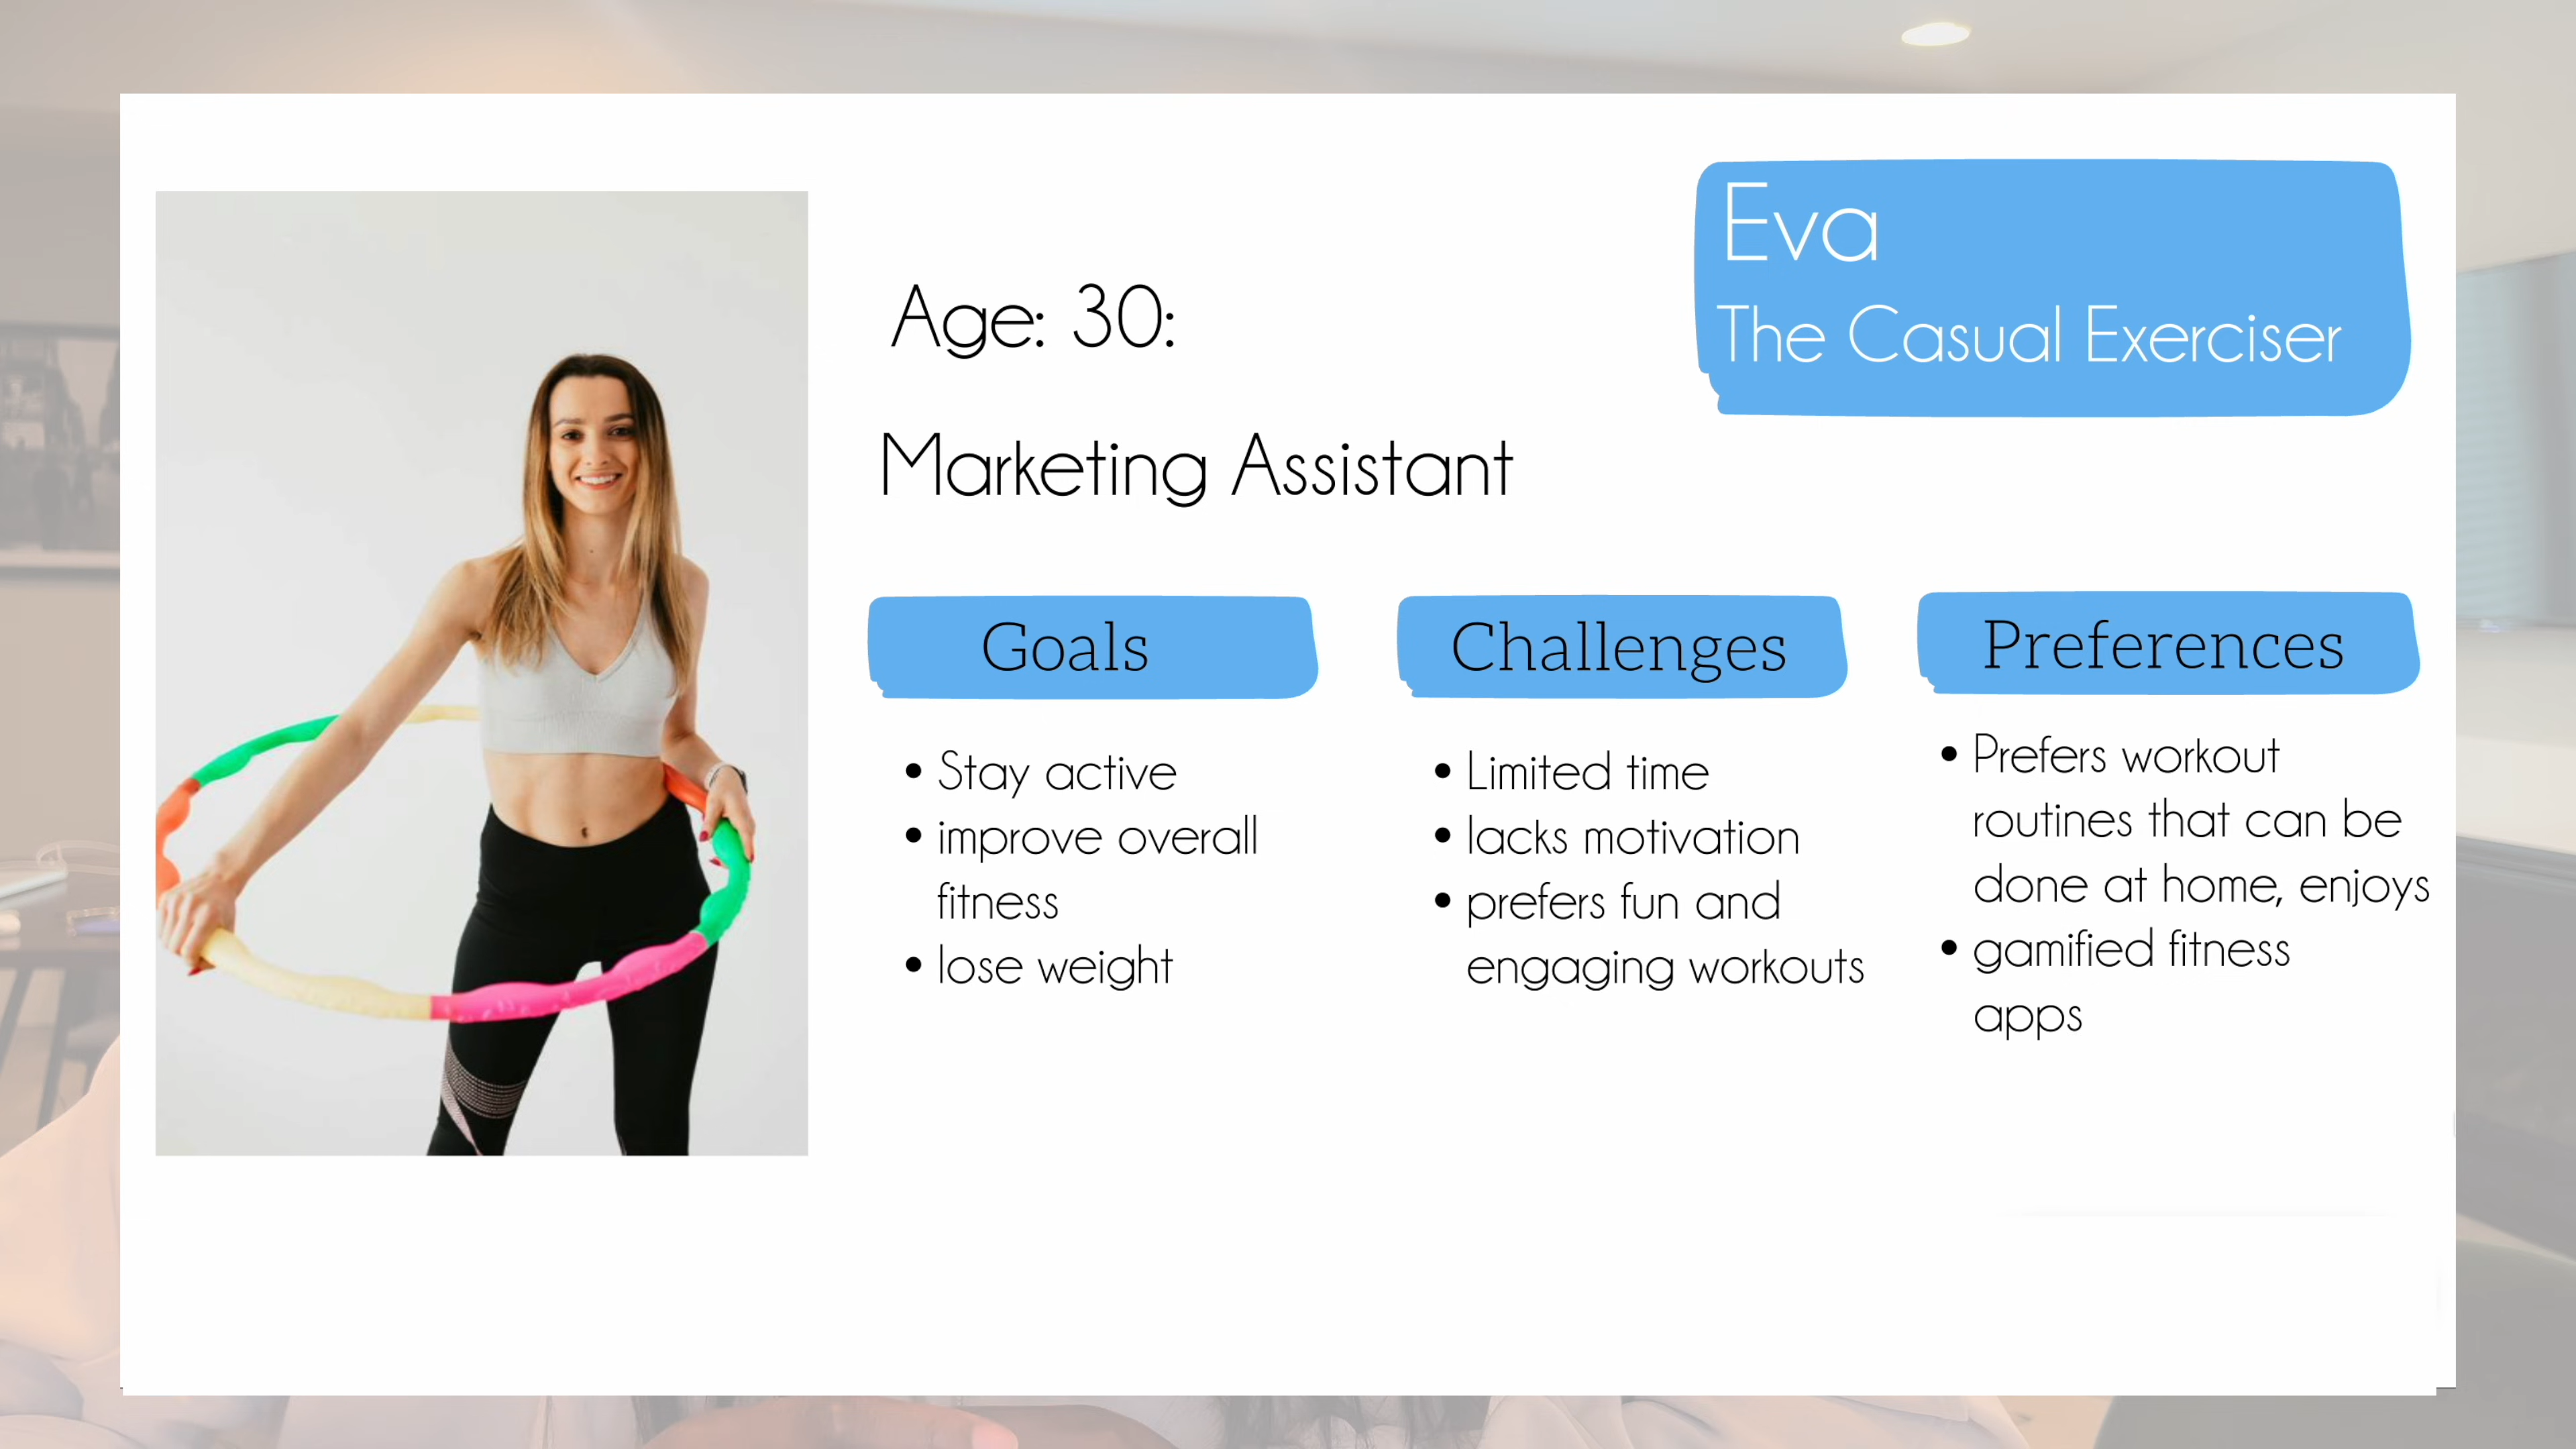 Eva
The Casual Exerciser
Age: 30:
Marketing Assistant
Goals
• Stay active
• improve overall
fitness
• lose weight
Challenges
• Limited time
• lacks motivation
• prefers fun and
engaging workouts
Preferences
• Prefers workout
routines that can be
done at home, enjoys
• gamified fitness
apps